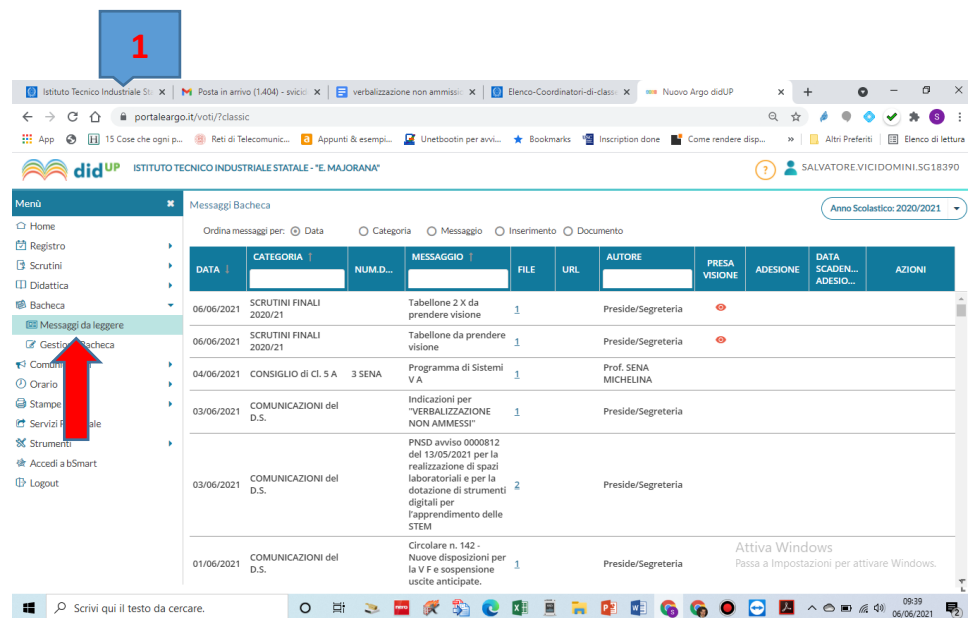 1
Istituto Tecnico Industriale Sta
Posta in arrivo (1.404) - svicid
verbalizzazione non ammissio
Elenco-Coordinatori-di-classe
Nuovo Argo didUP
portaleargo.it/voti/?classic
App
15 Cose che ogni p...
Reti di Telecomunic...
Appunti & esempi...
Unetbootin per avvi...
Bookmarks
Inscription done
Come rendere disp...
»
Altri Preferiti
Elenco di lettura
did UP
ISTITUTO TECNICO INDUSTRIALE STATALE - "E. MAJORANA"
?
SALVATORE.VICIDOMINI.SG18390
Menù
Home
Registro
Scrutini
Didattica
Bacheca
Messaggi da leggere
Gestione Bacheca
Orario
Stampe
Servizi
Strumenti
Accedi a bSmart
Logout
Messaggi Bacheca
Anno Scolastico: 2020/2021
Ordina messaggi per: Data Categoria Messaggio Inserimento Documento
DATA CATEGORIA NUM.D... MESSAGGIO FILE URL AUTORE PRESA VISIONE ADESIONE DATA SCADEN... ADESIO... AZIONI
06/06/2021 SCRUTINI FINALI 2020/21 Tabellone 2 X da prendere visione 1 Preside/Segreteria
06/06/2021 SCRUTINI FINALI 2020/21 Tabellone da prendere visione 1 Preside/Segreteria
04/06/2021 CONSIGLIO di Cl. 5 A 3 SENA Programma di Sistemi V A 1 Prof. SENA MICHELINA
03/06/2021 COMUNICAZIONI del D.S. Indicazioni per "VERBALIZZAZIONE NON AMMESSI" 1 Preside/Segreteria
03/06/2021 COMUNICAZIONI del D.S. PNSD avviso 0000812 del 13/05/2021 per la realizzazione di spazi laboratoriali e per la dotazione di strumenti digitali per l'apprendimento delle STEM 2 Preside/Segreteria
01/06/2021 COMUNICAZIONI del D.S. Circolare n. 142 - Nuove disposizioni per la V F e sospensione uscite anticipate. 1 Preside/Segreteria
Attiva Windows
Passa a Impostazioni per attivare Windows.
Scrivi qui il testo da cercare.
09:39
06/06/2021
2